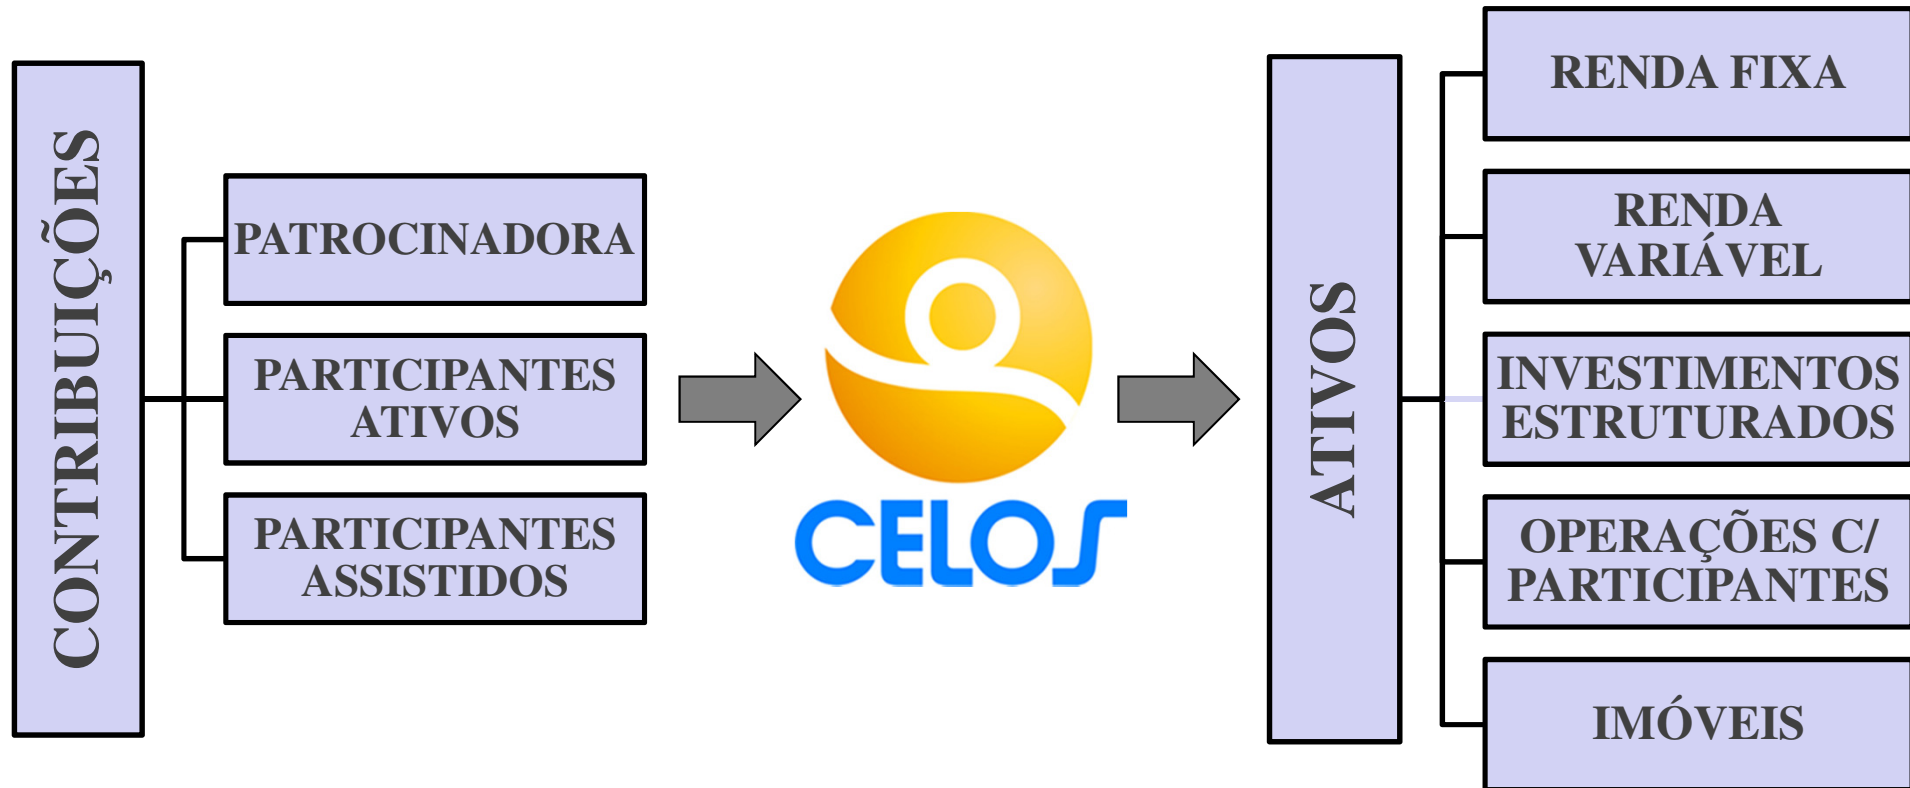 CONTRIBUIÇÕES
PATROCINADORA
PARTICIPANTES
ATIVOS
PARTICIPANTES
ASSISTIDOS
CELOS
ATIVOS
RENDA FIXA
RENDA
VARIÁVEL
INVESTIMENTOS
ESTRUTURADOS
OPERAÇÕES C/
PARTICIPANTES
IMÓVEIS